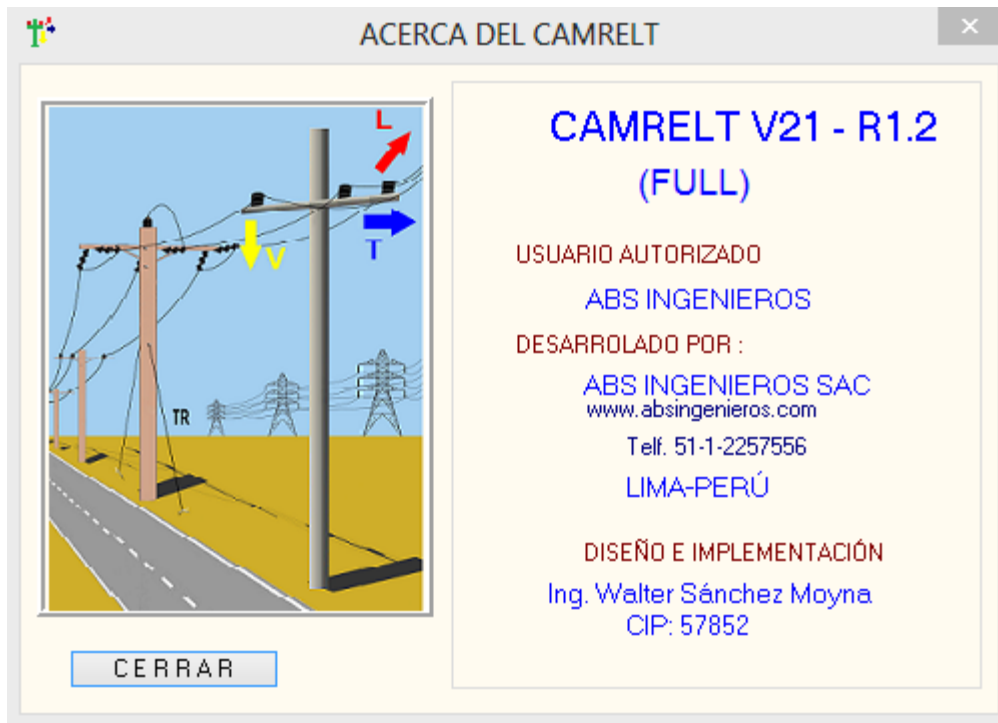 ACERCA DEL CAMRELT
L
T
V
TR
CAMRELT V21 - R1.2
(FULL)
USUARIO AUTORIZADO
ABS INGENIEROS
DESARROLADO POR :
ABS INGENIEROS SAC
www.absingenieros.com
Telf. 51-1-2257556
LIMA-PERÚ
DISEÑO E IMPLEMENTACIÓN
Ing. Walter Sánchez Moyna
CIP: 57852
CERRAR